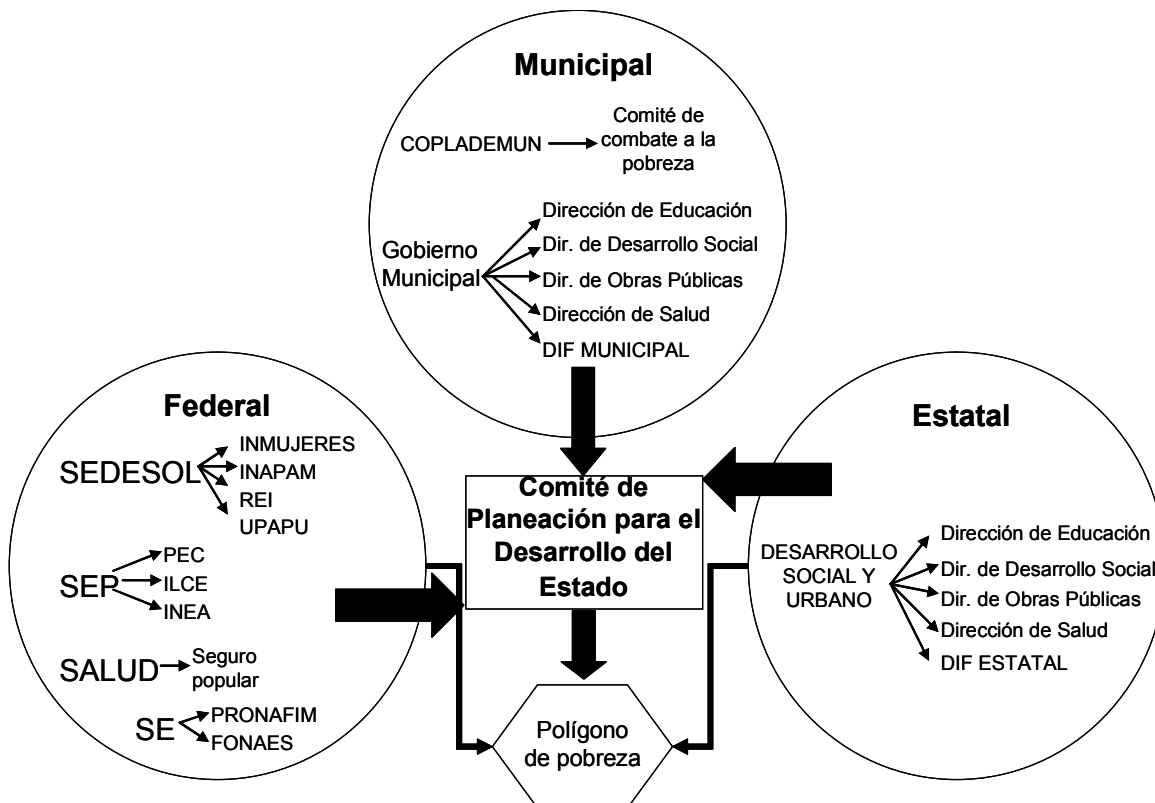 Municipal
COPLADEMUN
Comité de
combate a la
pobreza
Gobierno
Municipal
Dirección de Educación
Dir. de Desarrollo Social
Dir. de Obras Públicas
Dirección de Salud
DIF MUNICIPAL
Federal
SEDESOL
INMUJERES
INAPAM
REI
UPAPU
SEP
PEC
ILCE
INEA
SALUD
Seguro
popular
SE
PRONAFIM
FONAES
Comité de
Planeación para el
Desarrollo del
Estado
Polígono
de pobreza
Estatal
DESARROLLO
SOCIAL Y
URBANO
Dirección de Educación
Dir. de Desarrollo Social
Dir. de Obras Públicas
Dirección de Salud
DIF ESTATAL